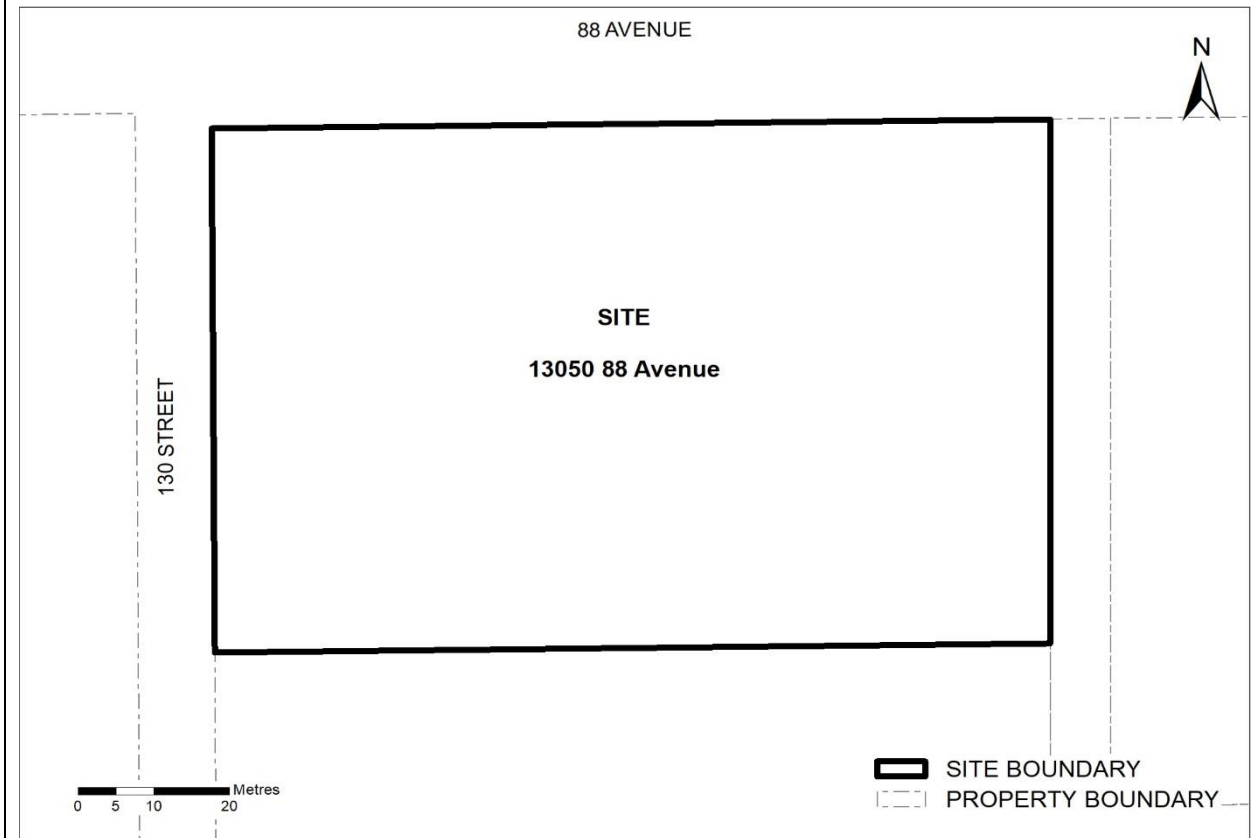 88 AVENUE
N
SITE
13050 88 Avenue
130 STREET
Metres
0 5 10 20
SITE BOUNDARY
PROPERTY BOUNDARY